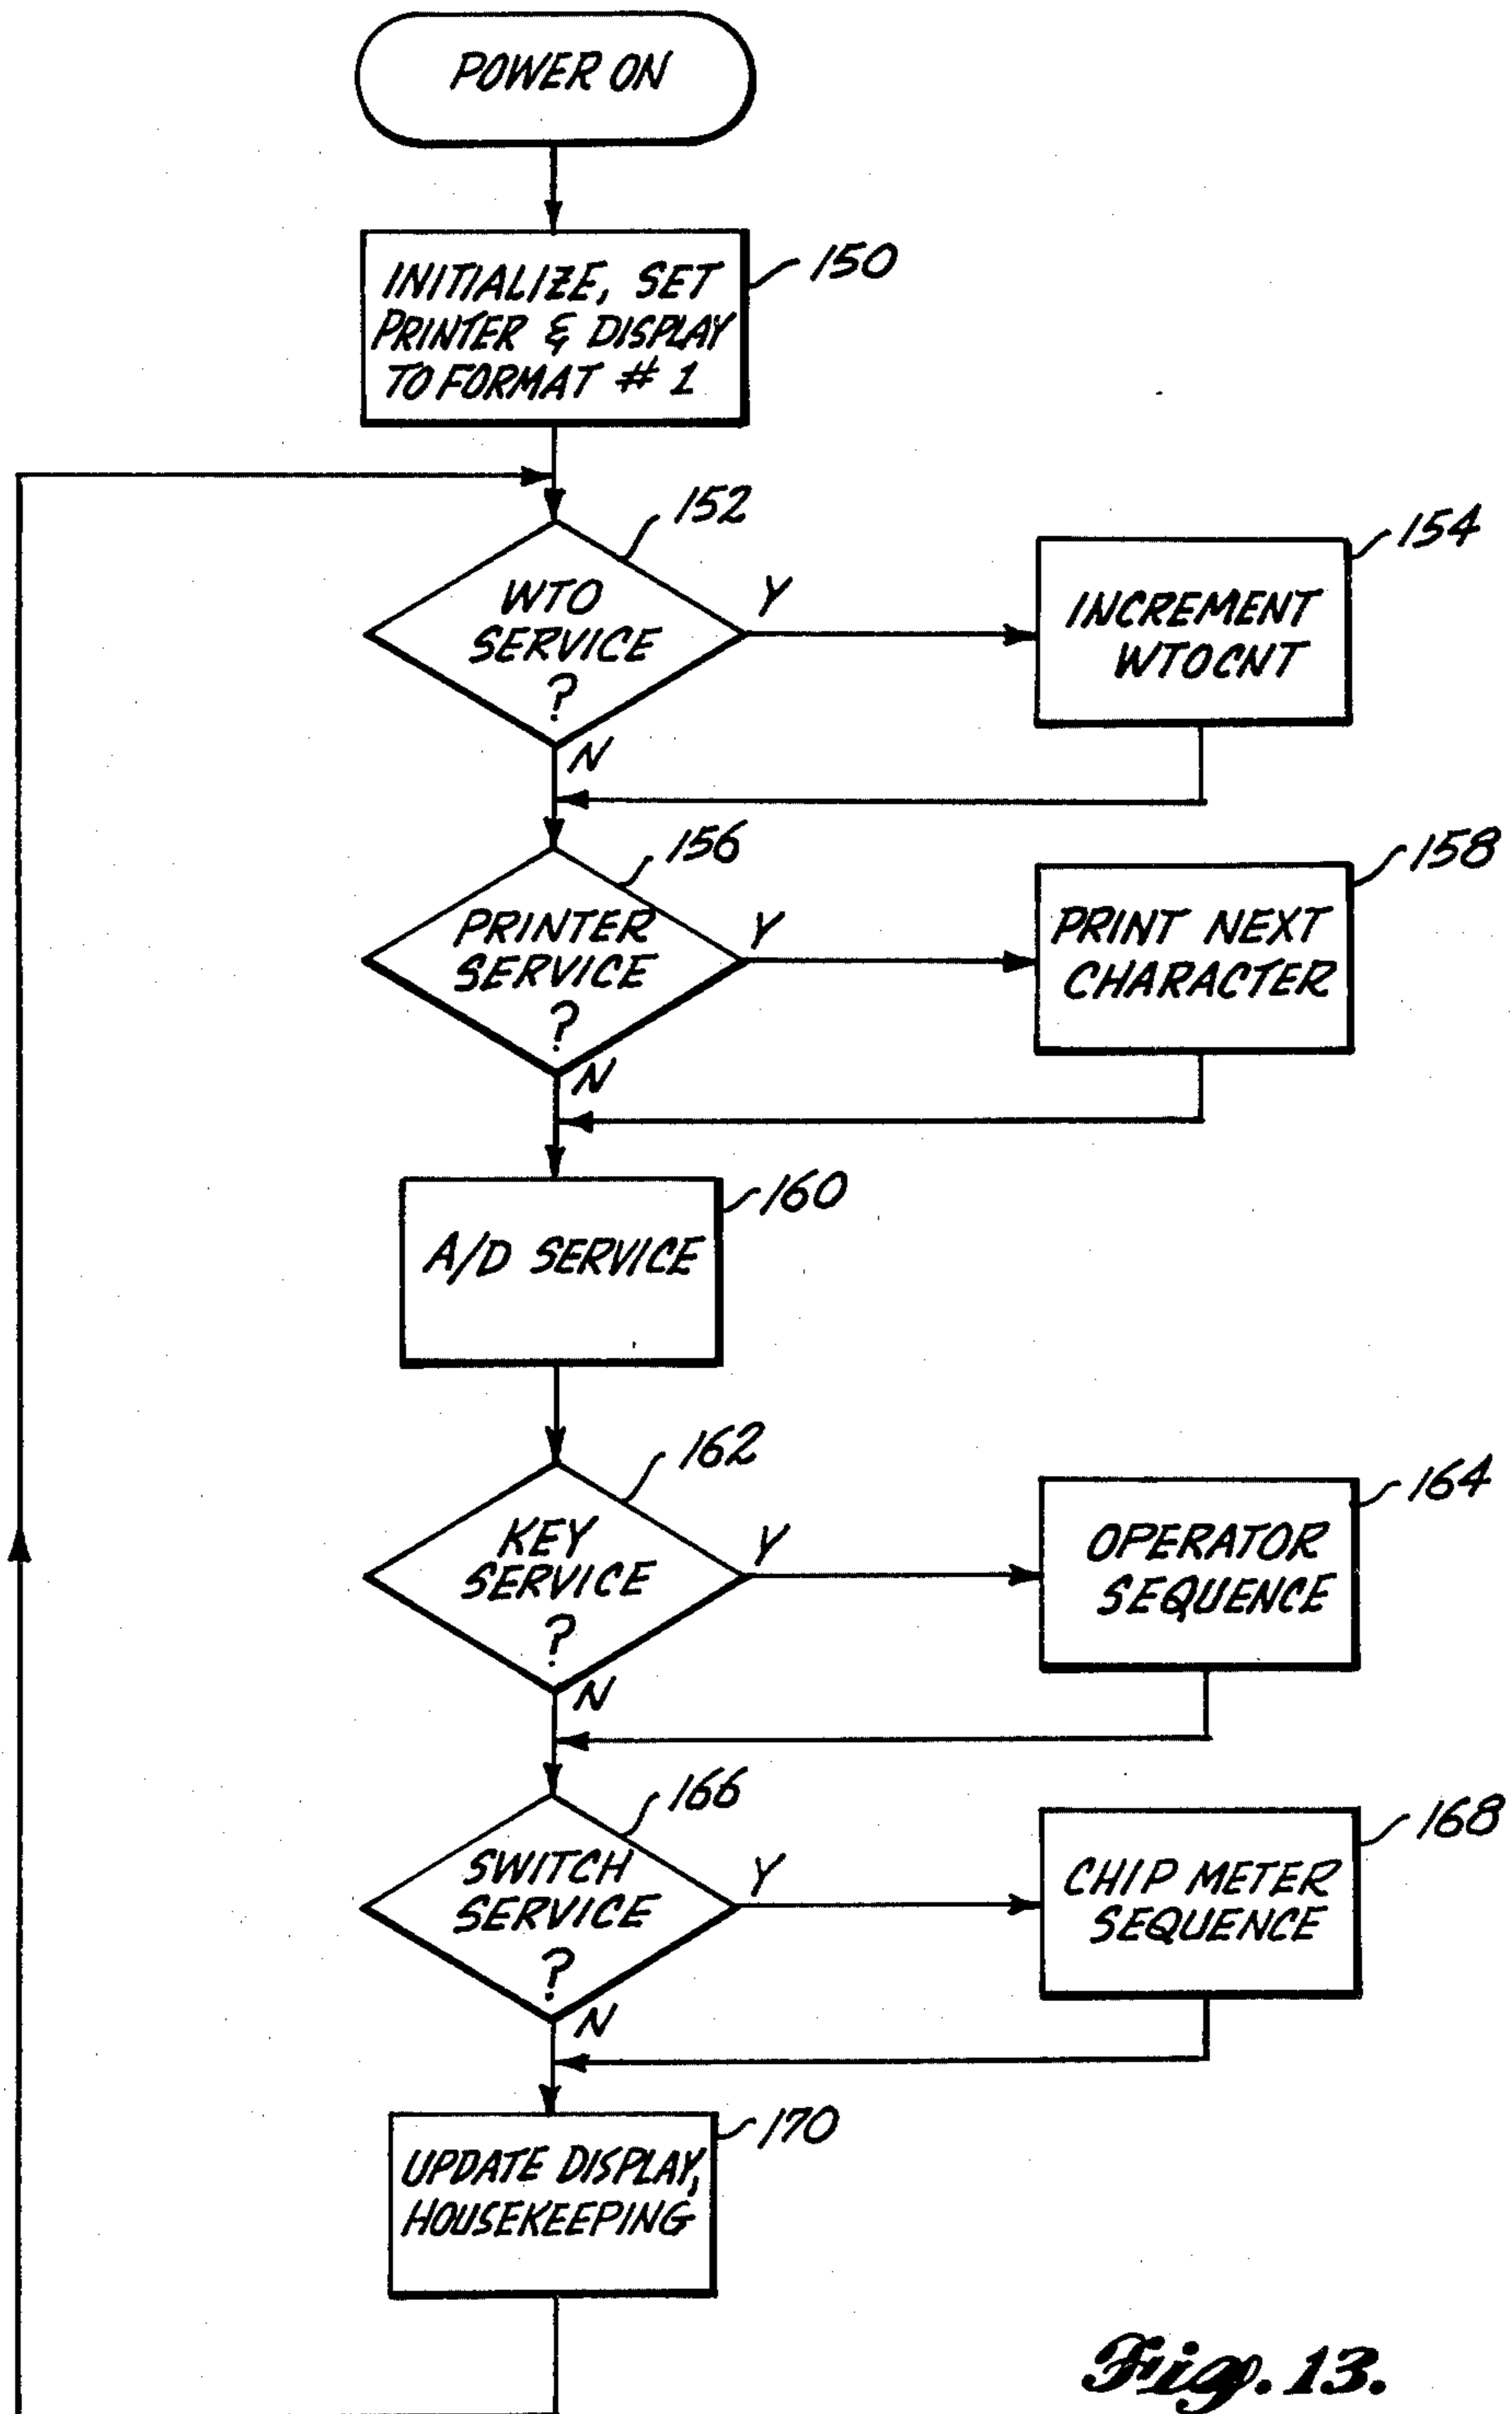 POWER ON
INITIALIZE, SET
PRINTER & DISPLAY
TO FORMAT # 1
150
WTO
SERVICE
?
152
Y
N
INCREMENT
WTOCNT
154
PRINTER
SERVICE
?
156
Y
N
PRINT NEXT
CHARACTER
158
A/D SERVICE
160
KEY
SERVICE
?
162
Y
N
OPERATOR
SEQUENCE
164
SWITCH
SERVICE
?
166
Y
N
CHIP METER
SEQUENCE
168
UPDATE DISPLAY,
HOUSEKEEPING
170
Fig. 13.